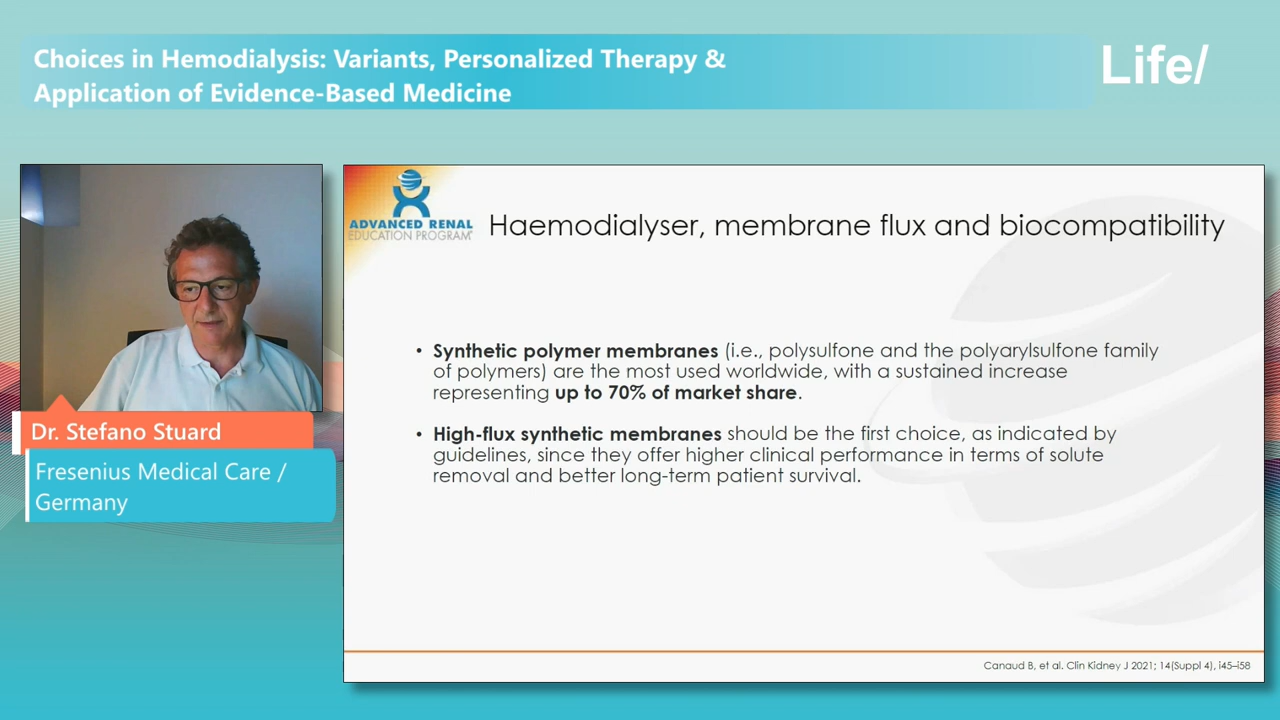 Choices in Hemodialysis: Variants, Personalized Therapy &
Application of Evidence-Based Medicine
Life/
ADVANCED RENAL
EDUCATION PROGRAM
Haemodialyser, membrane flux and biocompatibility
• Synthetic polymer membranes (i.e., polysulfone and the polyarylsulfone family
of polymers) are the most used worldwide, with a sustained increase
representing up to 70% of market share.
• High-flux synthetic membranes should be the first choice, as indicated by
guidelines, since they offer higher clinical performance in terms of solute
removal and better long-term patient survival.
Dr. Stefano Stuard
Fresenius Medical Care /
Germany
Canaud B, et al. Clin Kidney J 2021; 14(Suppl 4), i45–i58